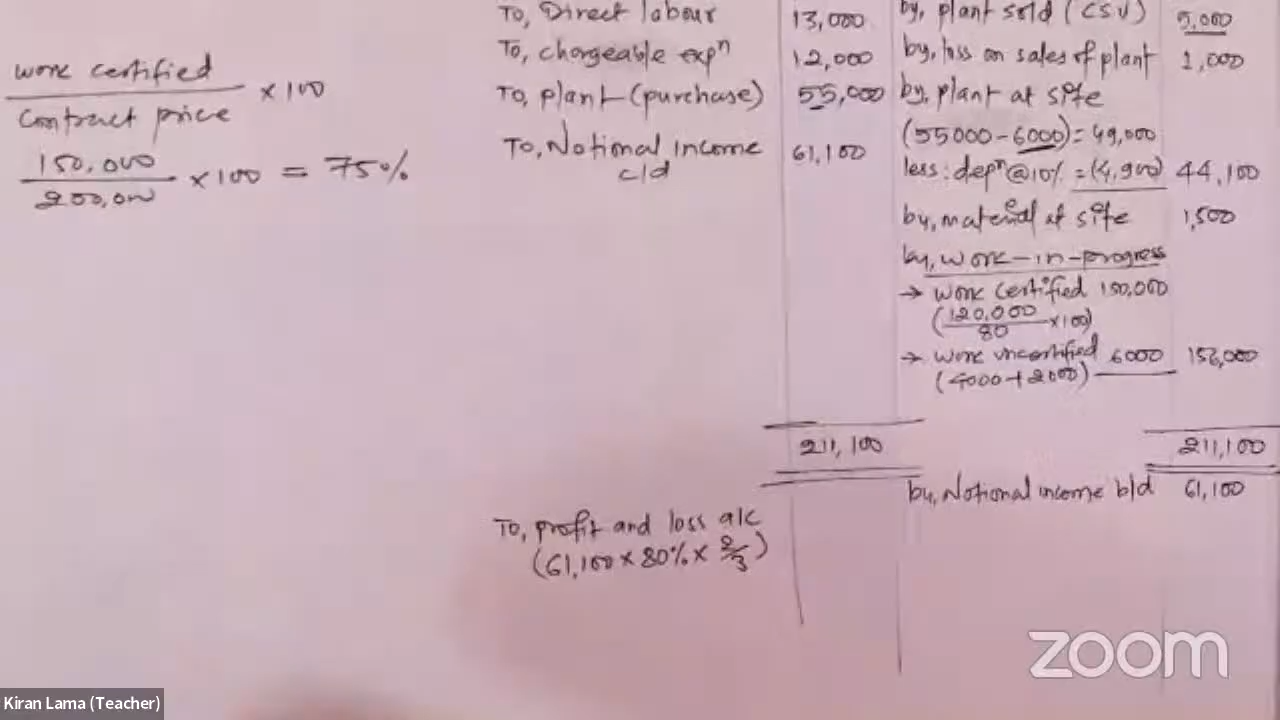 work certified
contract price
×100
150,000
200,000
×100 = 75%
To, Direct labour 13,000
To, chargeable expⁿ 12,000
To, plant (purchase) 55,000
To, Notional income 61,100
c/d
211,100
To, profit and loss a/c
(61,100 × 80% × 2/3)
by, plant sold (CSV) 5,000
by, loss on sales of plant 1,000
by, plant at site
(55000-6000) = 49,000
less: depⁿ @10% = (4,900) 44,100
by, material at site 1,500
by, work-in-progress
→ work certified 150,000
(120,000/80 ×100)
→ work uncertified 6000 156,000
(4000+2000)
211,100
by, Notional income b/d 61,100
zoom
Kiran Lama (Teacher)